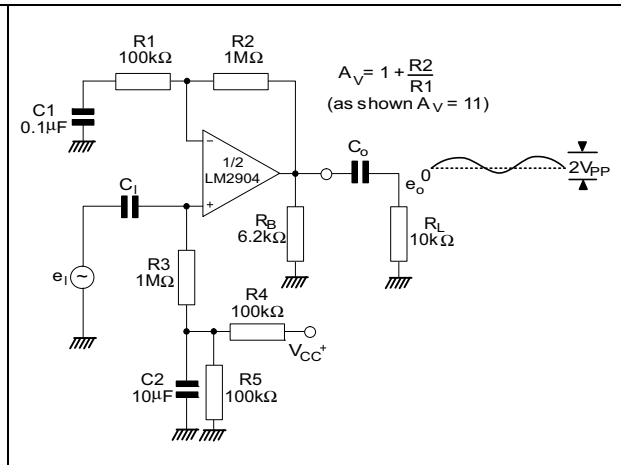 R1
100kΩ
R2
1MΩ
A_V = 1 + R2/R1
(as shown A_V = 11)
C1
0.1µF
1/2
LM2904
C_I
C_o
e_o
0
2V_PP
R_B
6.2kΩ
R_L
10kΩ
e_I
~
R3
1MΩ
R4
100kΩ
V_CC+
C2
10µF
R5
100kΩ